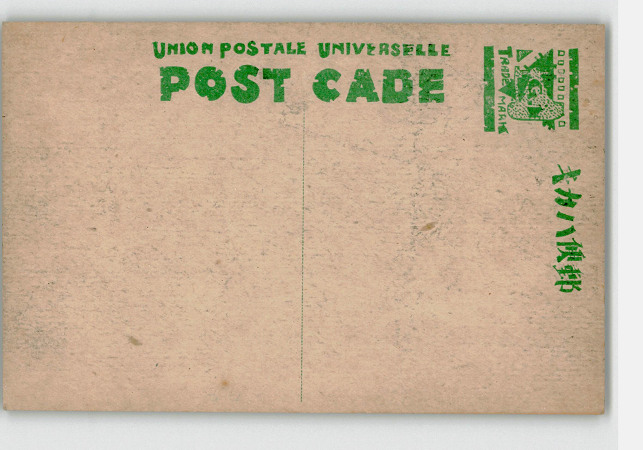 UNION POSTALE UNIVERSELLE
POST CADE
TRADE MARK
キカハ便郵